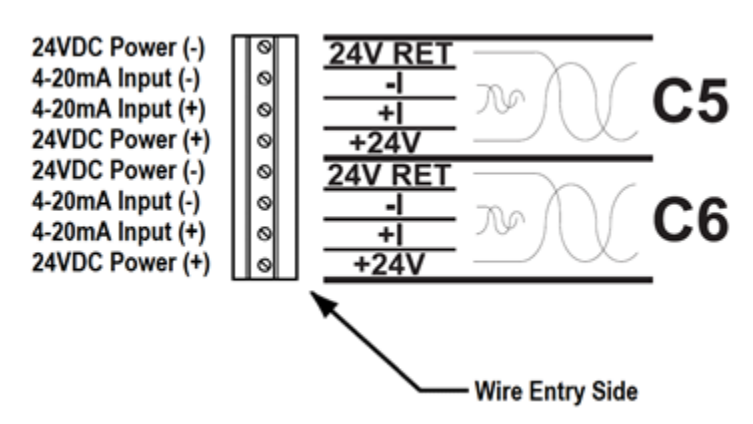 24VDC Power (-)
4-20mA Input (-)
4-20mA Input (+)
24VDC Power (+)
24VDC Power (-)
4-20mA Input (-)
4-20mA Input (+)
24VDC Power (+)
24V RET
-I
+I
+24V
C5
24V RET
-I
+I
+24V
C6
Wire Entry Side